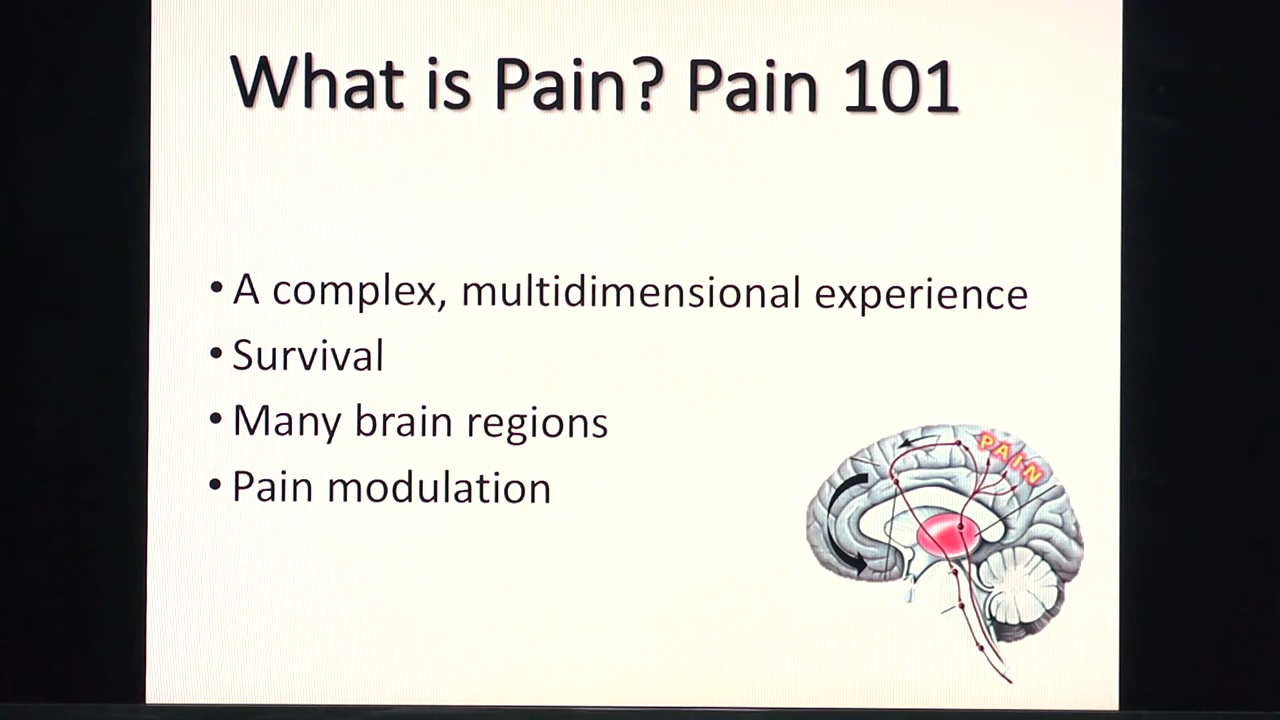 What is Pain? Pain 101
• A complex, multidimensional experience
• Survival
• Many brain regions
• Pain modulation
PAIN